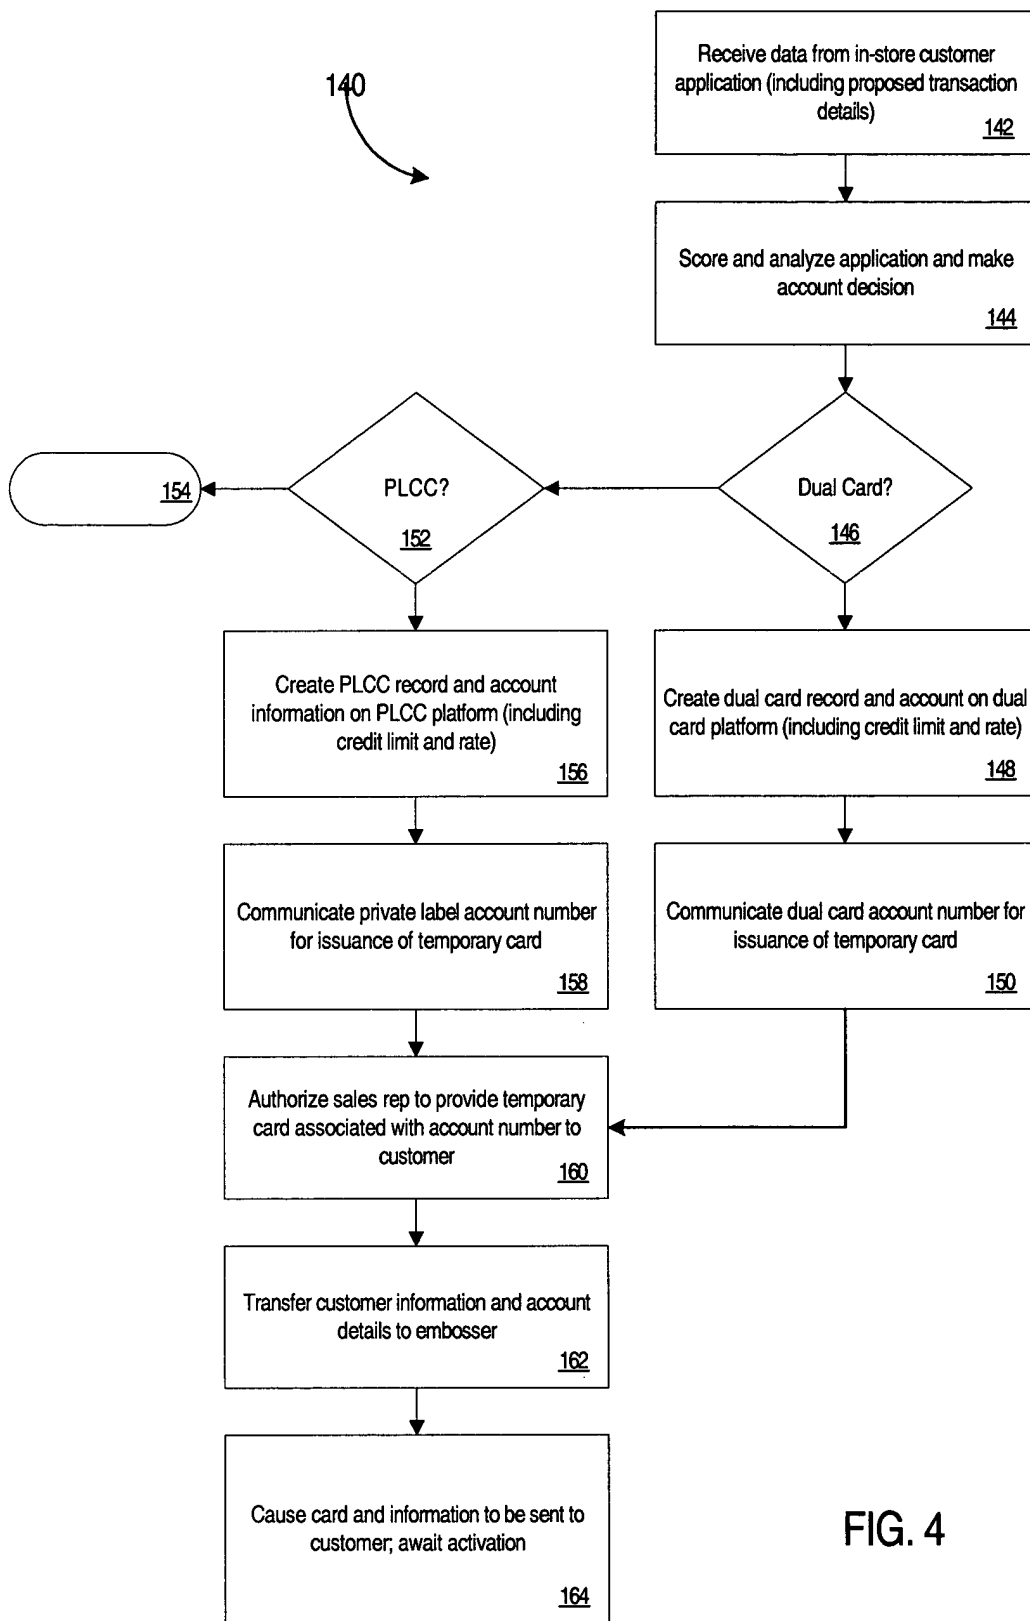 140
Receive data from in-store customer
application (including proposed transaction
details)
142
Score and analyze application and make
account decision
144
154
PLCC?
152
Dual Card?
146
Create PLCC record and account
information on PLCC platform (including
credit limit and rate)
156
Create dual card record and account on dual
card platform (including credit limit and rate)
148
Communicate private label account number
for issuance of temporary card
158
Communicate dual card account number for
issuance of temporary card
150
Authorize sales rep to provide temporary
card associated with account number to
customer
160
Transfer customer information and account
details to embosser
162
Cause card and information to be sent to
customer; await activation
164
FIG. 4